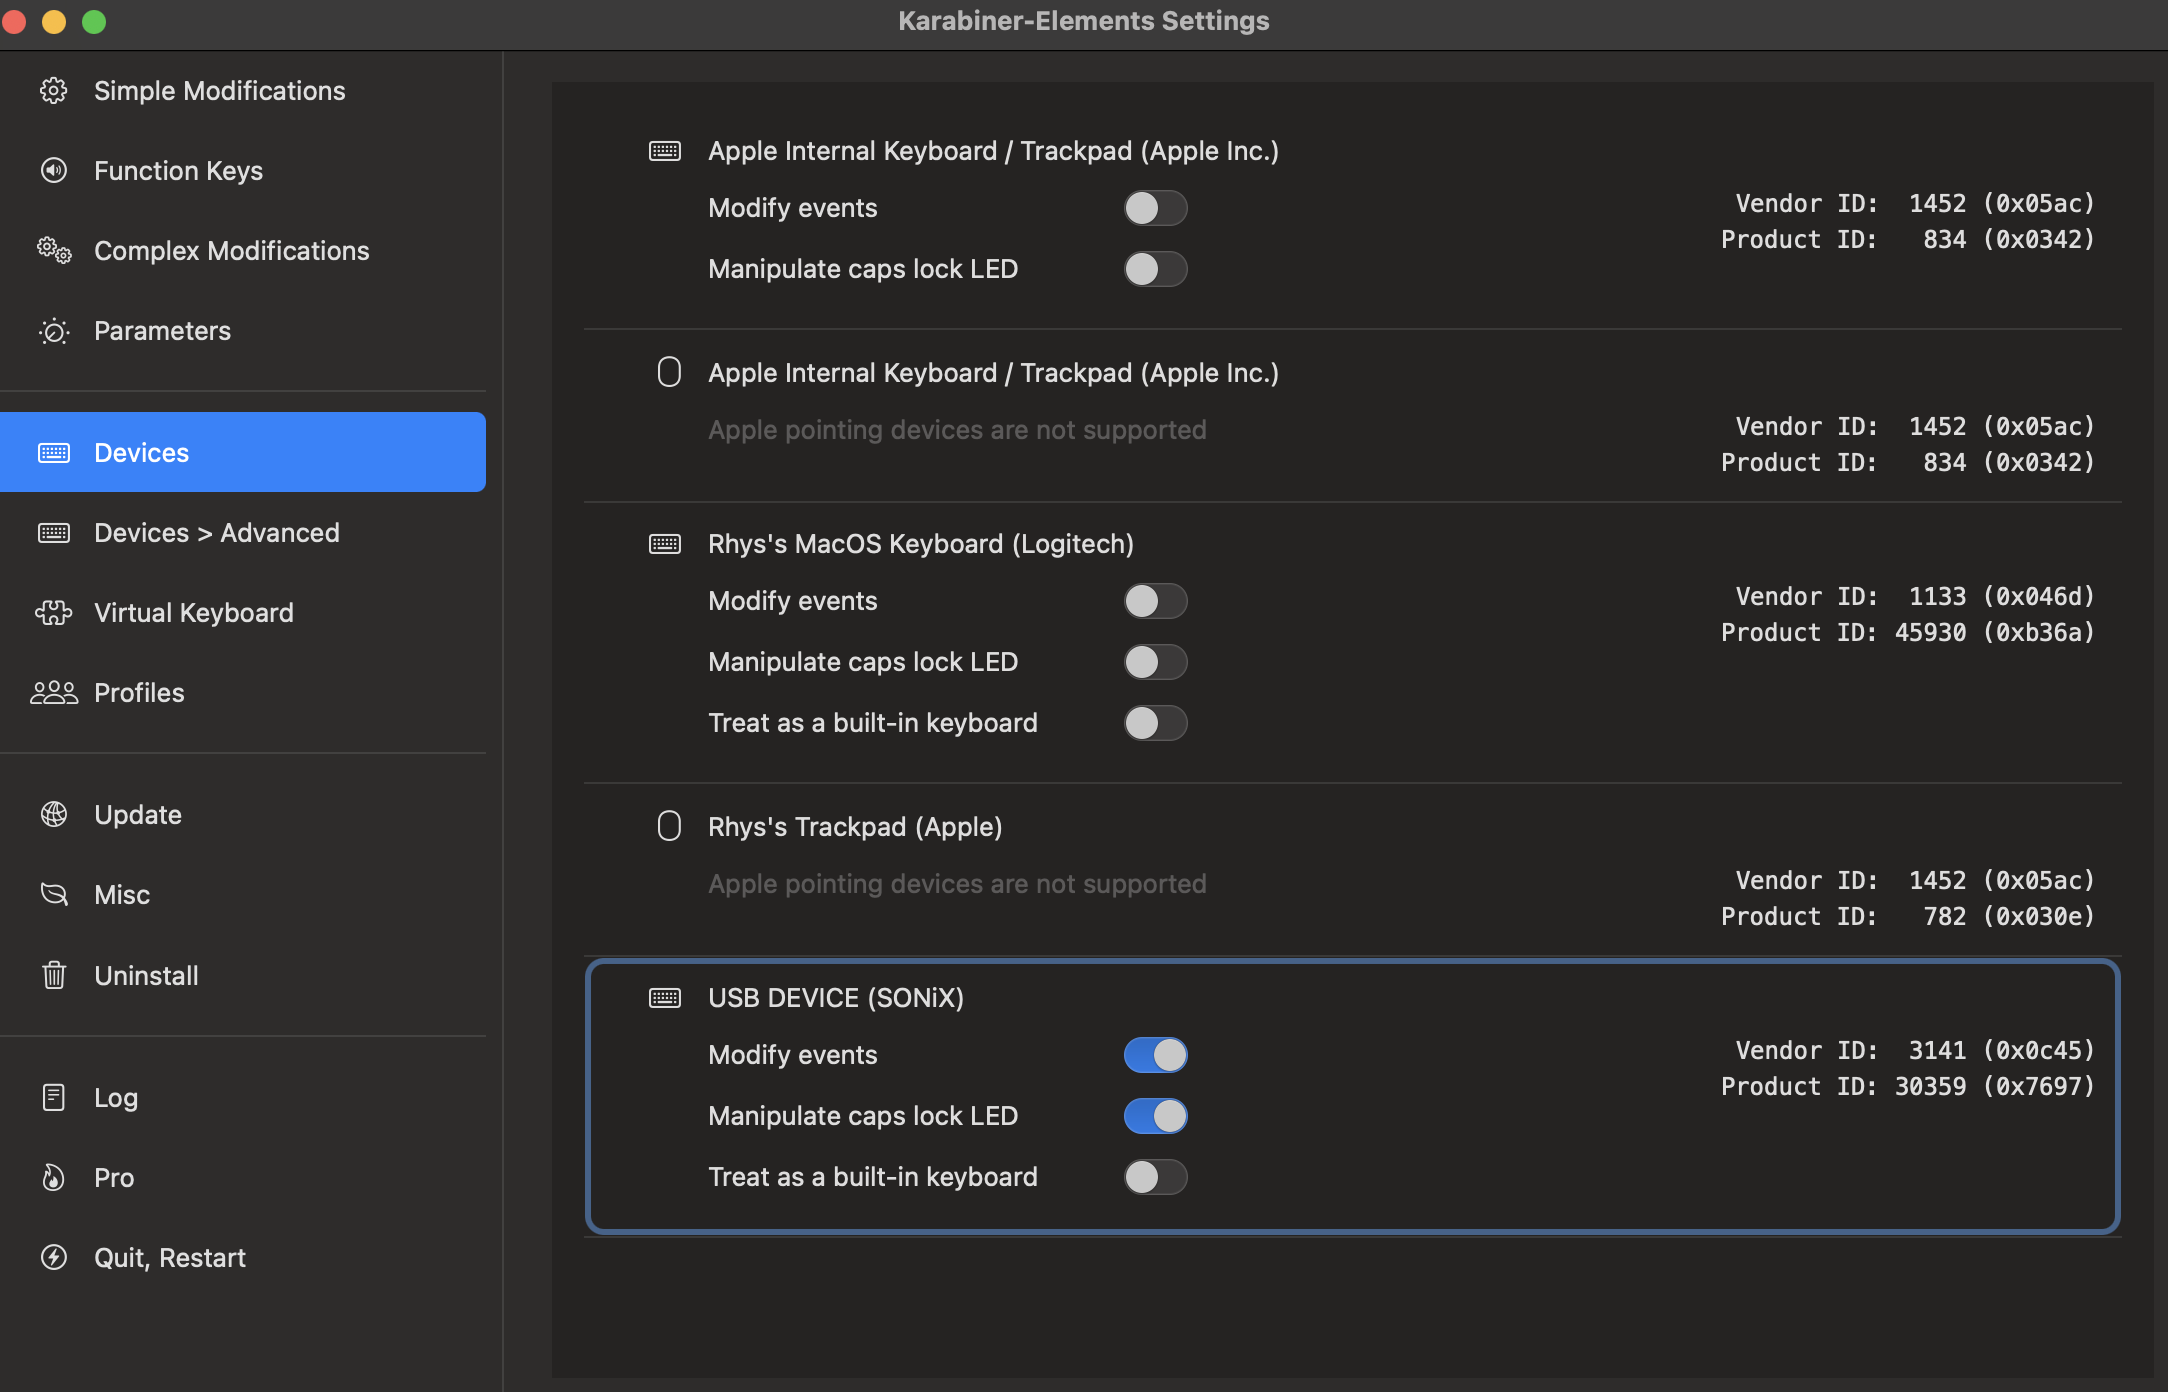 Karabiner-Elements Settings
Simple Modifications
Function Keys
Complex Modifications
Parameters
Devices
Devices > Advanced
Virtual Keyboard
Profiles
Update
Misc
Uninstall
Log
Pro
Quit, Restart
Apple Internal Keyboard / Trackpad (Apple Inc.)
Modify events
Manipulate caps lock LED
Vendor ID: 1452 (0x05ac)
Product ID: 834 (0x0342)
Apple Internal Keyboard / Trackpad (Apple Inc.)
Apple pointing devices are not supported
Vendor ID: 1452 (0x05ac)
Product ID: 834 (0x0342)
Rhys's MacOS Keyboard (Logitech)
Modify events
Manipulate caps lock LED
Treat as a built-in keyboard
Vendor ID: 1133 (0x046d)
Product ID: 45930 (0xb36a)
Rhys's Trackpad (Apple)
Apple pointing devices are not supported
Vendor ID: 1452 (0x05ac)
Product ID: 782 (0x030e)
USB DEVICE (SONiX)
Modify events
Manipulate caps lock LED
Treat as a built-in keyboard
Vendor ID: 3141 (0x0c45)
Product ID: 30359 (0x7697)